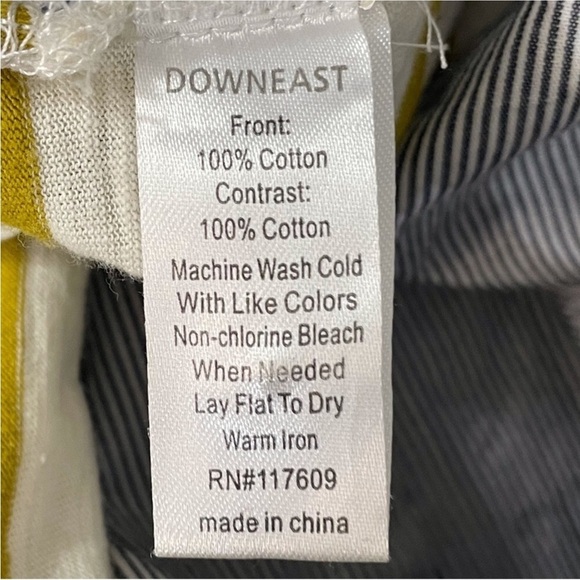 DOWNEAST
Front:
100% Cotton
Contrast:
100% Cotton
Machine Wash Cold
With Like Colors
Non-chlorine Bleach
When Needed
Lay Flat To Dry
Warm Iron
RN#117609
made in china